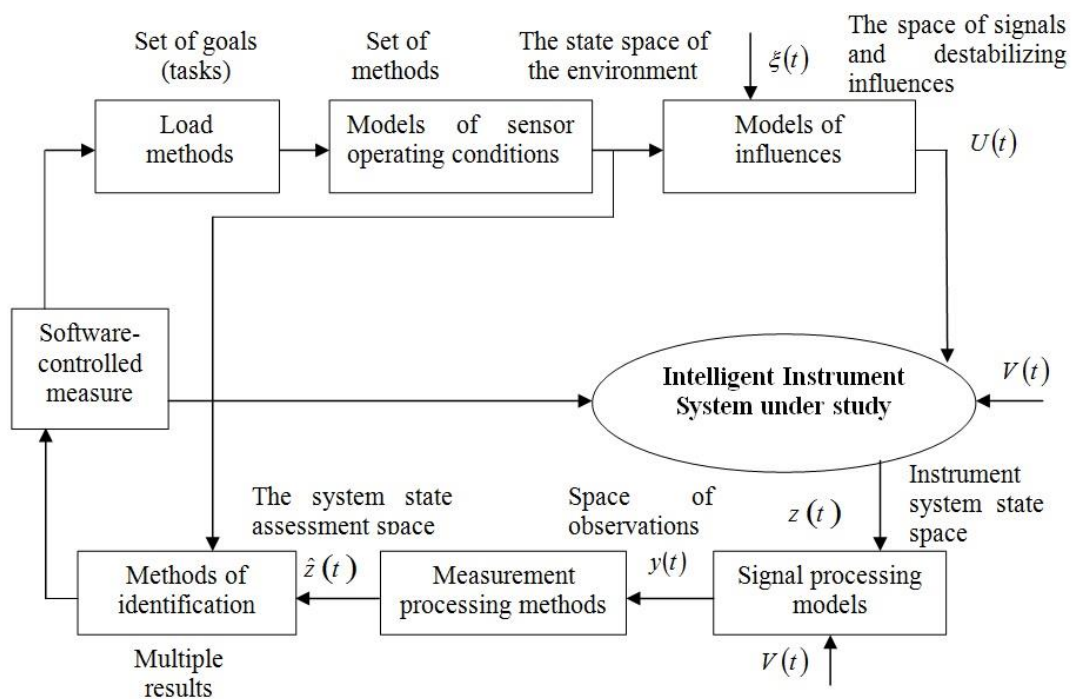 Set of goals
(tasks)
Set of
methods
The state space of
the environment
ξ(t)
The space of signals
and destabilizing
influences
Load
methods
Models of sensor
operating conditions
Models of
influences
U(t)
Software-
controlled
measure
Intelligent Instrument
System under study
V(t)
The system state
assessment space
Space of
observations
z(t)
Instrument
system state
space
Methods of
identification
ẑ(t)
Measurement
processing methods
y(t)
Signal processing
models
Multiple
results
V(t)